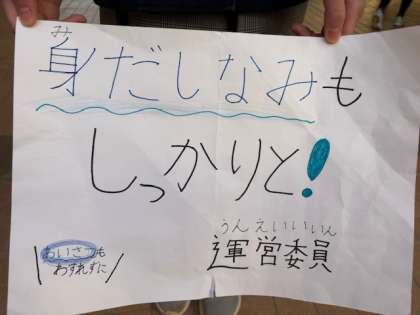 み
身だしなみも
しっかりと!
あいさつも
わすれずに
うんえいいいん
運営委員